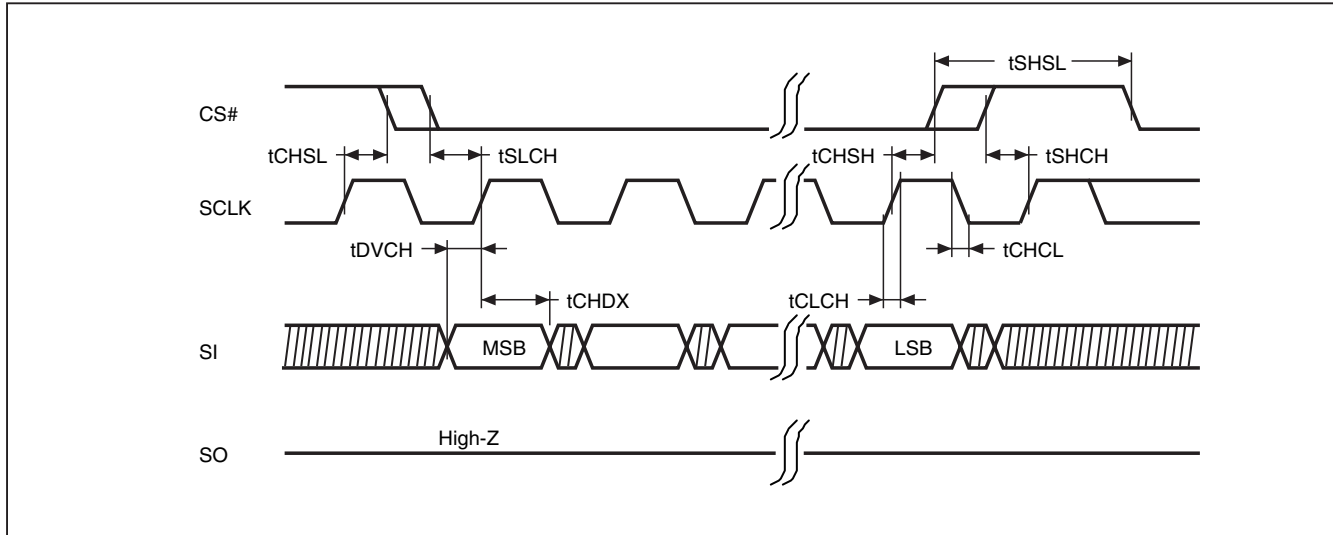 tSHSL
CS#
tCHSL
tSLCH
tCHSH
tSHCH
SCLK
tDVCH
tCHCL
tCHDX
tCLCH
SI
MSB
LSB
High-Z
SO